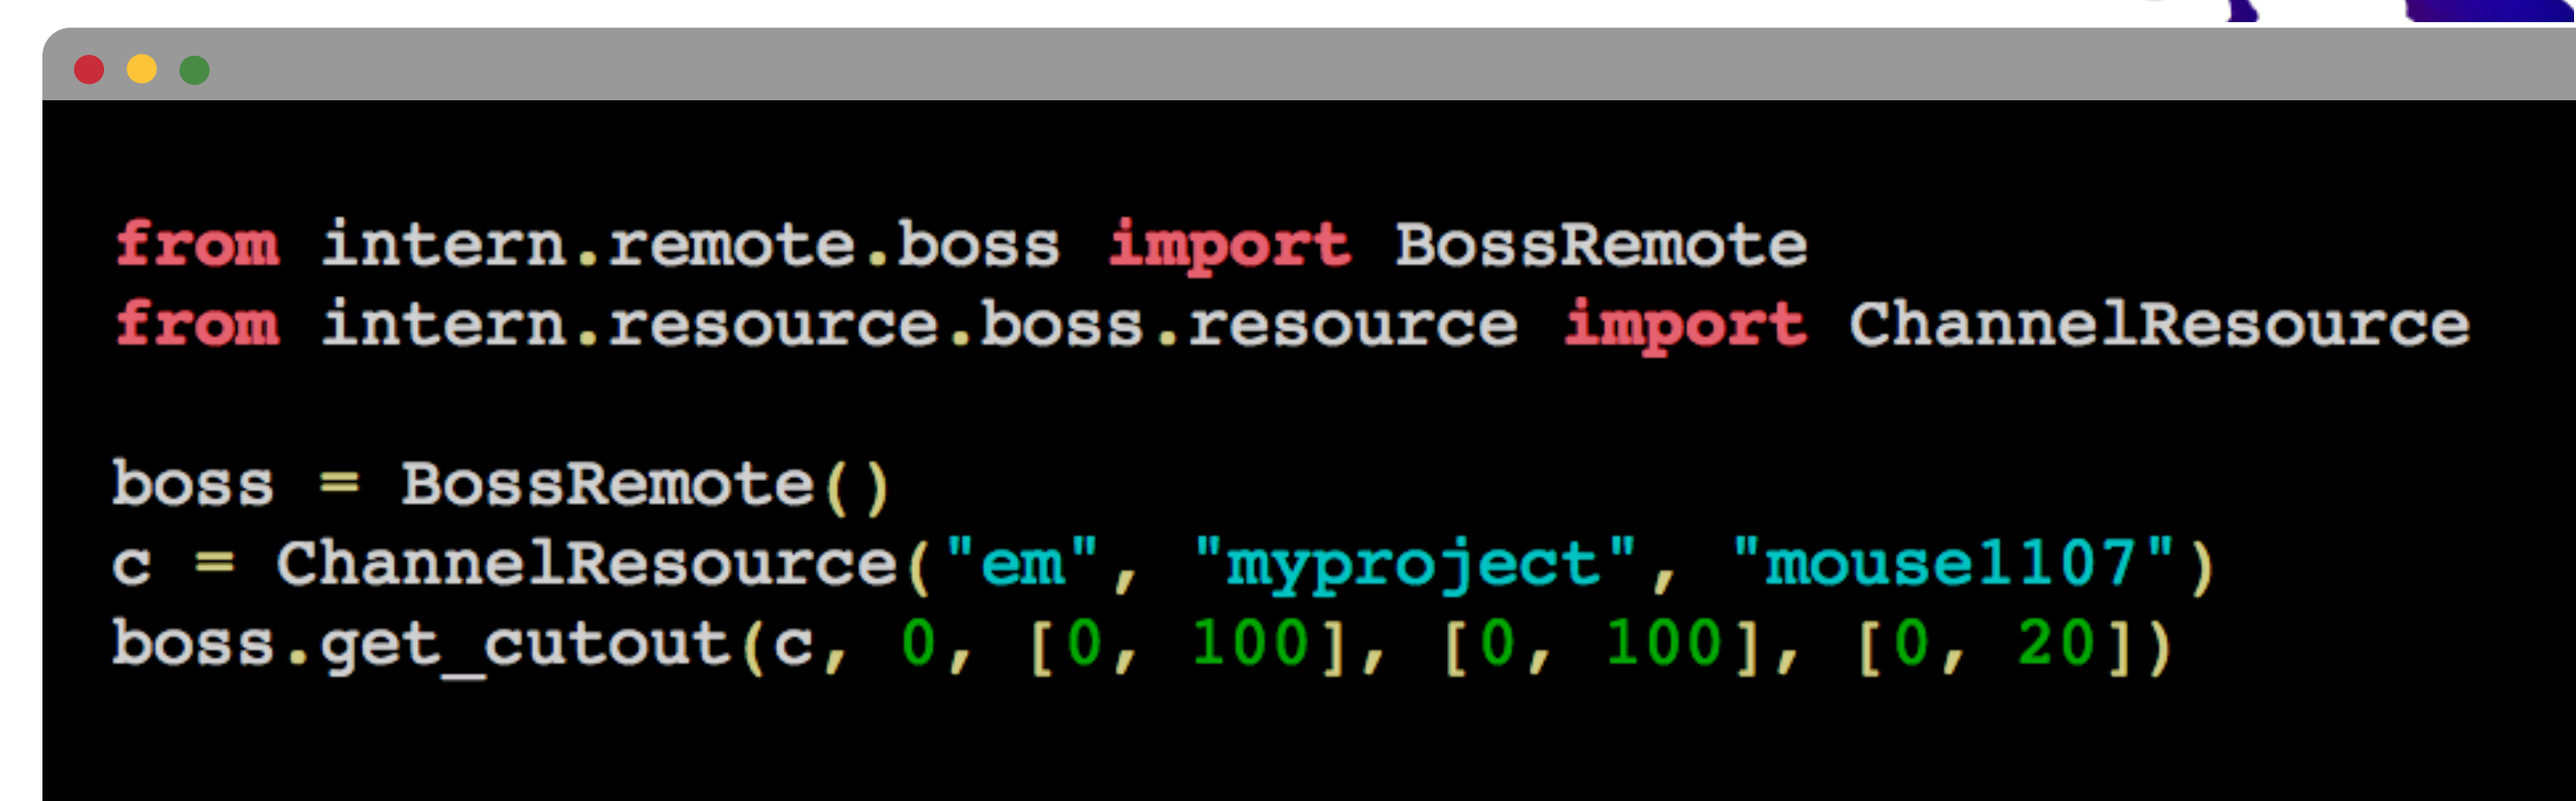 from intern.remote.boss import BossRemote
from intern.resource.boss.resource import ChannelResource
boss = BossRemote()
c = ChannelResource("em", "myproject", "mouse1107")
boss.get_cutout(c, 0, [0, 100], [0, 100], [0, 20])